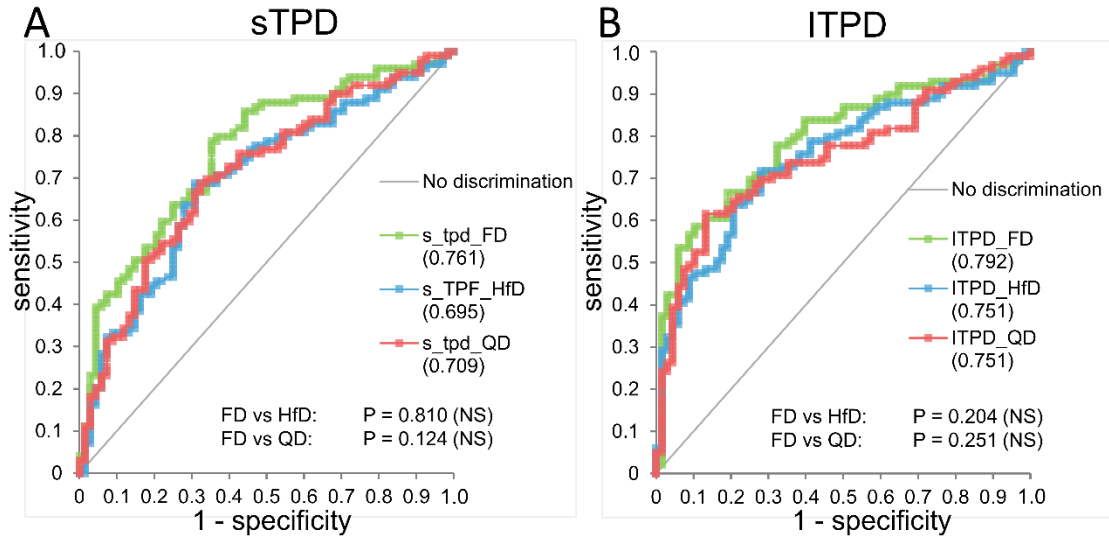 A
sTPD
1.0
0.9
0.8
0.7
0.6
0.5
0.4
0.3
0.2
0.1
0
sensitivity
No discrimination
s_tpd_FD
(0.761)
s_TPF_HfD
(0.695)
s_tpd_QD
(0.709)
FD vs HfD: P = 0.810 (NS)
FD vs QD: P = 0.124 (NS)
0 0.1 0.2 0.3 0.4 0.5 0.6 0.7 0.8 0.9 1.0
1 - specificity
B
ITPD
1.0
0.9
0.8
0.7
0.6
0.5
0.4
0.3
0.2
0.1
0
sensitivity
No discrimination
ITPD_FD
(0.792)
ITPD_HfD
(0.751)
ITPD_QD
(0.751)
FD vs HfD: P = 0.204 (NS)
FD vs QD: P = 0.251 (NS)
0 0.1 0.2 0.3 0.4 0.5 0.6 0.7 0.8 0.9 1.0
1 - specificity